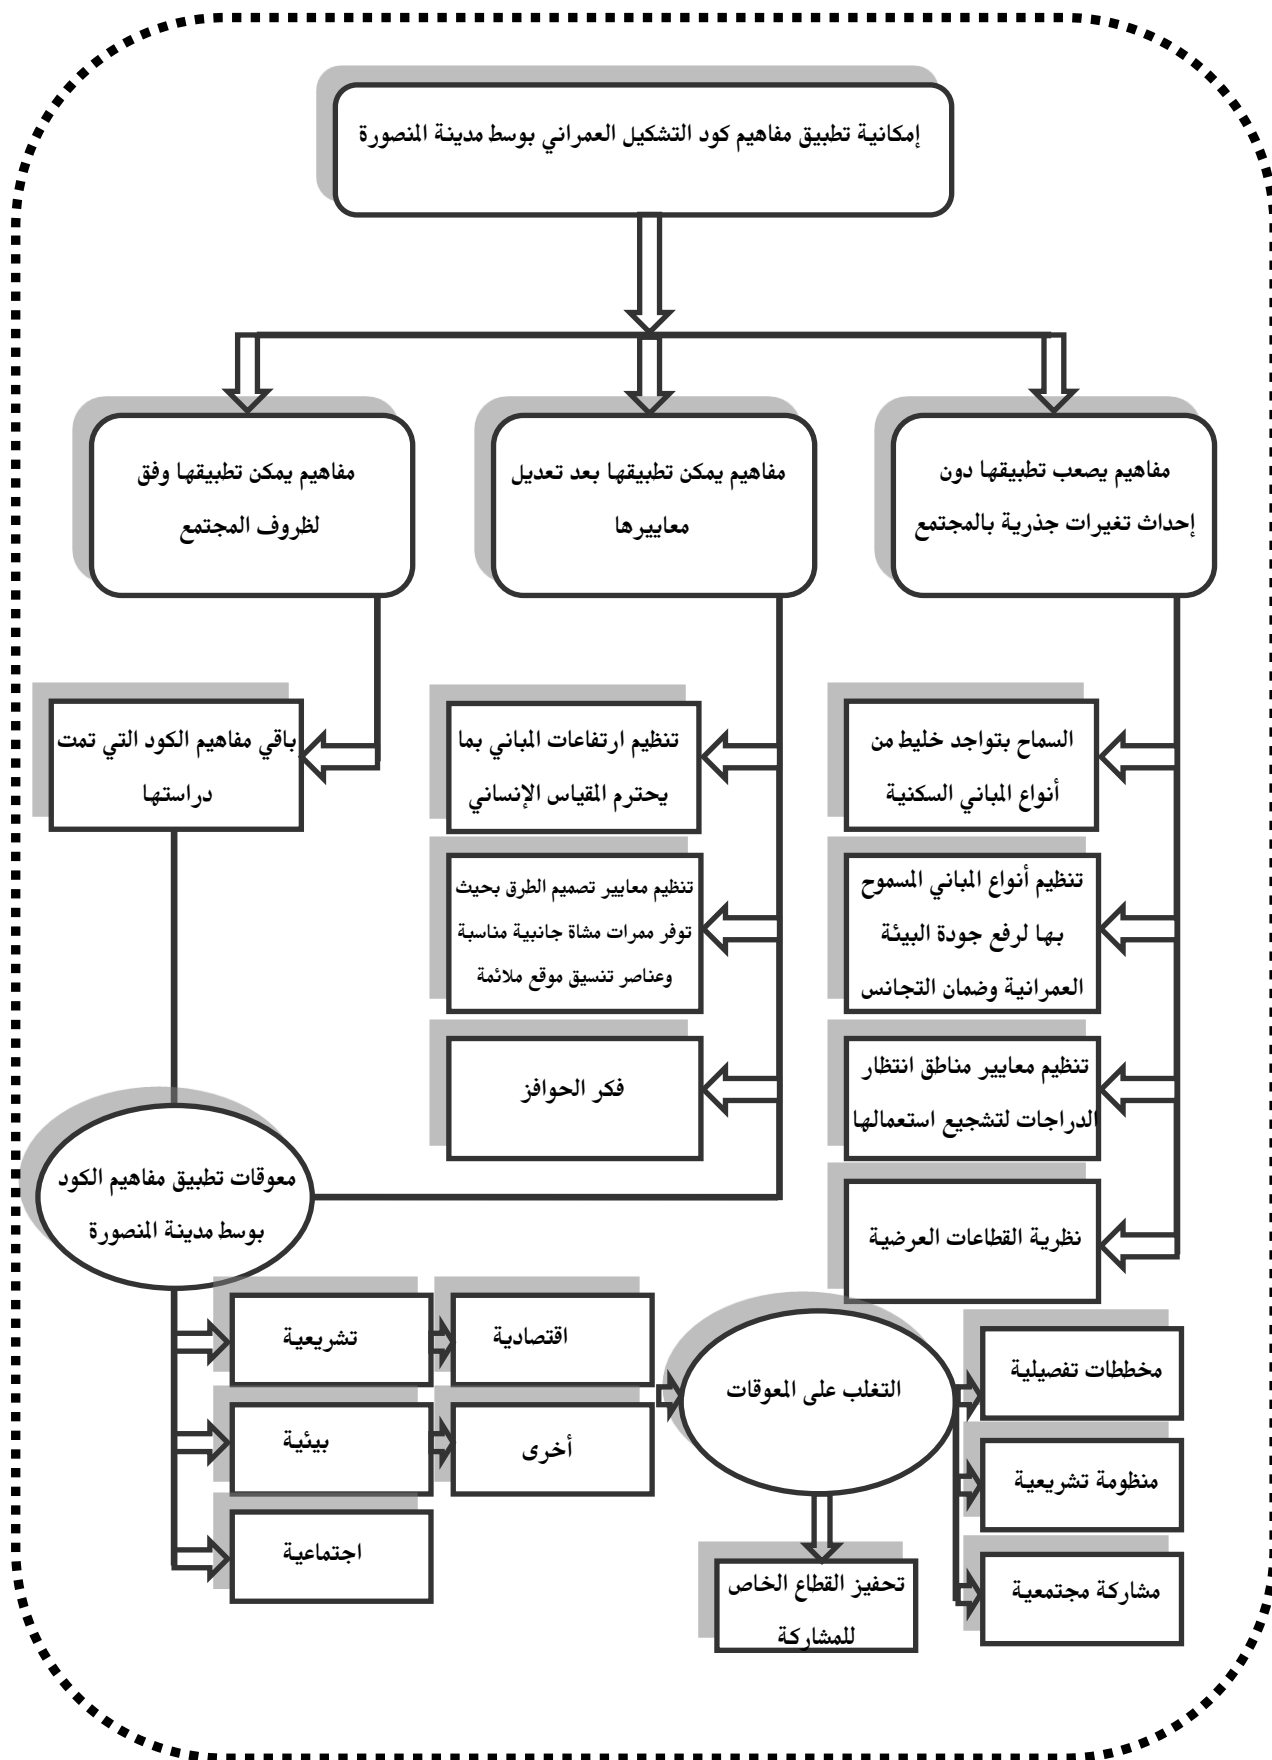 إمكانية تطبيق مفاهيم كود التشكيل العمراني بوسط مدينة المنصورة
مفاهيم يصعب تطبيقها دون
إحداث تغيرات جذرية بالمجتمع
مفاهيم يمكن تطبيقها بعد تعديل
معاييرها
مفاهيم يمكن تطبيقها وفق
لظروف المجتمع
السماح بتواجد خليط من
أنواع المباني السكنية
تنظيم أنواع المباني المسموح
بها لرفع جودة البيئة
العمرانية وضمان التجانس
تنظيم معايير مناطق انتظار
الدراجات لتشجيع استعمالها
نظرية القطاعات العرضية
تنظيم ارتفاعات المباني بما
يحترم المقياس الإنساني
تنظيم معايير تصميم الطرق بحيث
توفر ممرات مشاة جانبية مناسبة
وعناصر تنسيق موقع ملائمة
فكر الحوافز
باقي مفاهيم الكود التي تمت
دراستها
معوقات تطبيق مفاهيم الكود
بوسط مدينة المنصورة
تشريعية
اقتصادية
بيئية
أخرى
اجتماعية
التغلب على المعوقات
مخططات تفصيلية
منظومة تشريعية
مشاركة مجتمعية
تحفيز القطاع الخاص
للمشاركة